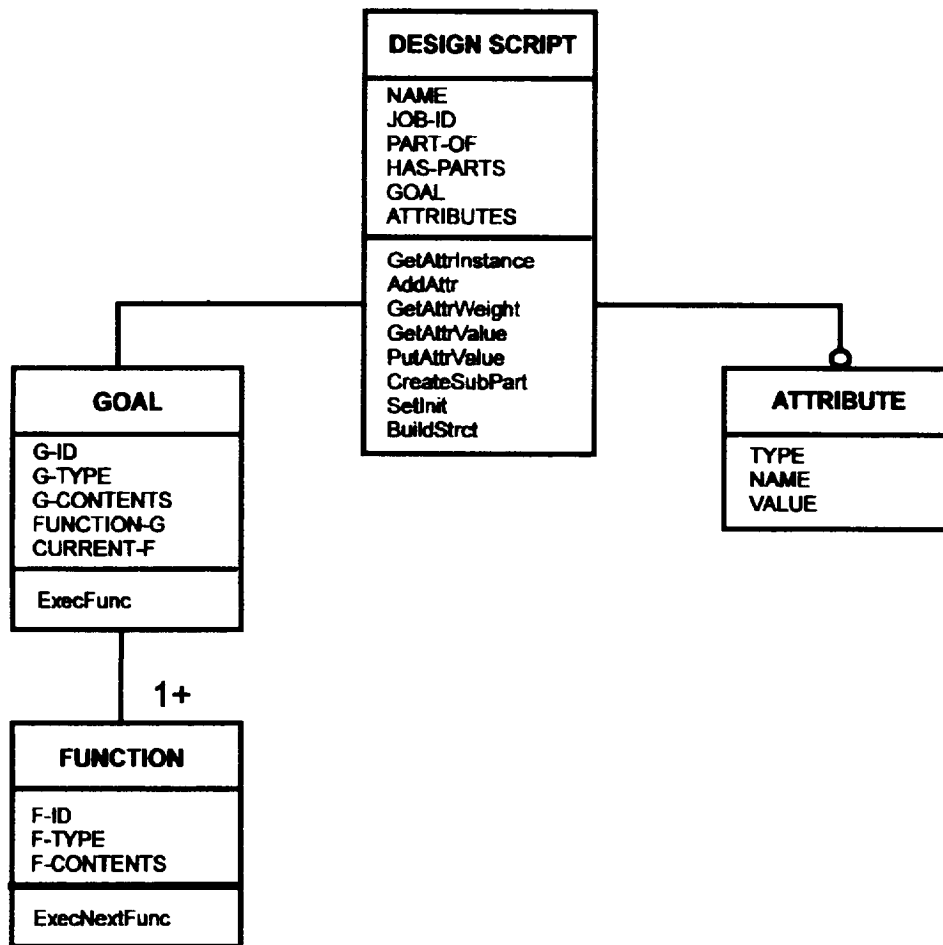 DESIGN SCRIPT
NAME
JOB-ID
PART-OF
HAS-PARTS
GOAL
ATTRIBUTES
GetAttrInstance
AddAttr
GetAttrWeight
GetAttrValue
PutAttrValue
CreateSubPart
SetInit
BuildStrct
GOAL
G-ID
G-TYPE
G-CONTENTS
FUNCTION-G
CURRENT-F
ExecFunc
ATTRIBUTE
TYPE
NAME
VALUE
1+
FUNCTION
F-ID
F-TYPE
F-CONTENTS
ExecNextFunc